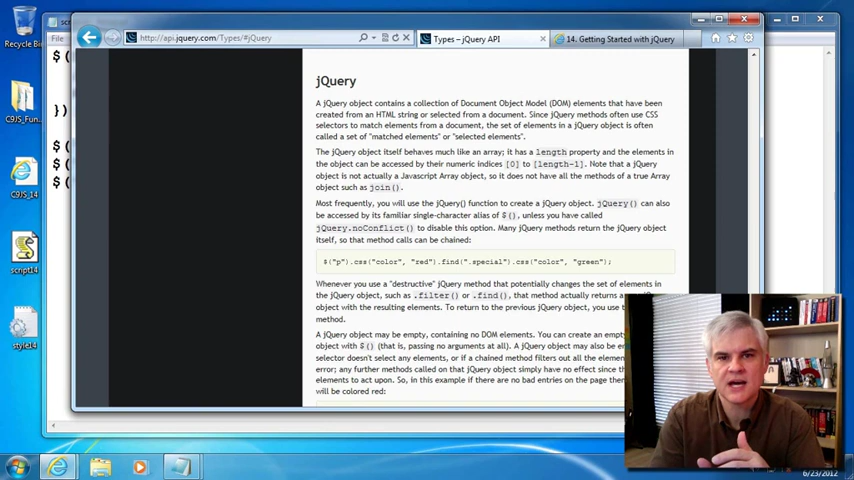 scr
http://api.jquery.com/Types/#jQuery
Types – jQuery API
14. Getting Started with jQuery
File
Recycle Bin
$ (
jQuery
A jQuery object contains a collection of Document Object Model (DOM) elements that have been
created from an HTML string or selected from a document. Since jQuery methods often use CSS
selectors to match elements from a document, the set of elements in a jQuery object is often
called a set of "matched elements" or "selected elements".
C9JS_Fun...
});
The jQuery object itself behaves much like an array; it has a length property and the elements in
the object can be accessed by their numeric indices [0] to [length-1]. Note that a jQuery
object is not actually a Javascript Array object, so it does not have all the methods of a true Array
object such as join().
$ (
$ (
$ (
C9JS_14
Most frequently, you will use the jQuery() function to create a jQuery object. jQuery() can also
be accessed by its familiar single-character alias of $(), unless you have called
jQuery.noConflict() to disable this option. Many jQuery methods return the jQuery object
itself, so that method calls can be chained:
$("p").css("color", "red").find(".special").css("color", "green");
script14
Whenever you use a "destructive" jQuery method that potentially changes the set of elements in
the jQuery object, such as .filter() or .find(), that method actually returns a
object with the resulting elements. To return to the previous jQuery object, you use t
method.
style14
A jQuery object may be empty, containing no DOM elements. You can create an empt
object with $() (that is, passing no arguments at all). A jQuery object may also be em
selector doesn't select any elements, or if a chained method filters out all the elemen
error; any further methods called on that jQuery object simply have no effect since th
elements to act upon. So, in this example if there are no bad entries on the page then
will be colored red:
6/23/2012